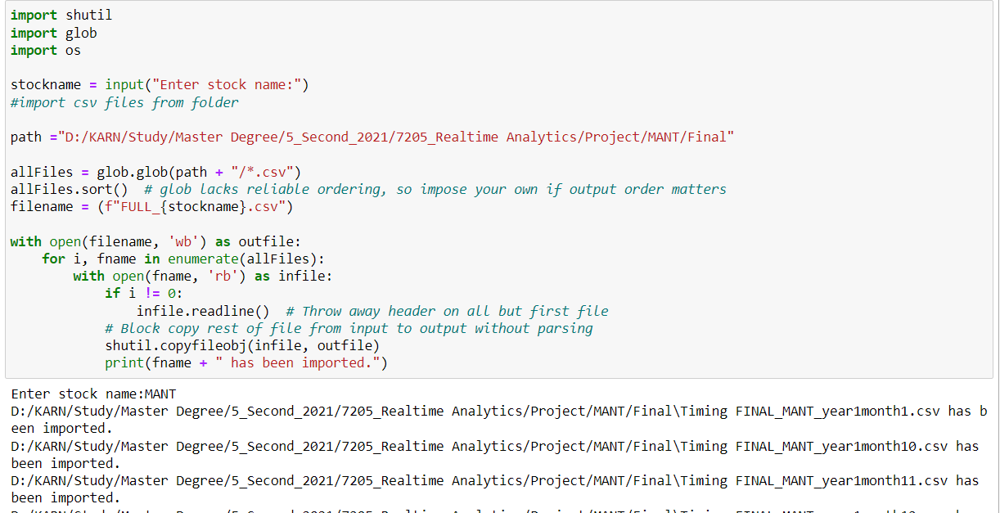 import shutil
import glob
import os
stockname = input("Enter stock name:")
#import csv files from folder
path ="D:/KARN/Study/Master Degree/5_Second_2021/7205_Realtime Analytics/Project/MANT/Final"
allFiles = glob.glob(path + "/*.csv")
allFiles.sort()  # glob lacks reliable ordering, so impose your own if output order matters
filename = (f"FULL_{stockname}.csv")
with open(filename, 'wb') as outfile:
    for i, fname in enumerate(allFiles):
        with open(fname, 'rb') as infile:
            if i != 0:
                infile.readline()  # Throw away header on all but first file
            # Block copy rest of file from input to output without parsing
            shutil.copyfileobj(infile, outfile)
            print(fname + " has been imported.")
Enter stock name:MANT
D:/KARN/Study/Master Degree/5_Second_2021/7205_Realtime Analytics/Project/MANT/Final\Timing FINAL_MANT_year1month1.csv has b
een imported.
D:/KARN/Study/Master Degree/5_Second_2021/7205_Realtime Analytics/Project/MANT/Final\Timing FINAL_MANT_year1month10.csv has
been imported.
D:/KARN/Study/Master Degree/5_Second_2021/7205_Realtime Analytics/Project/MANT/Final\Timing FINAL_MANT_year1month11.csv has
been imported.